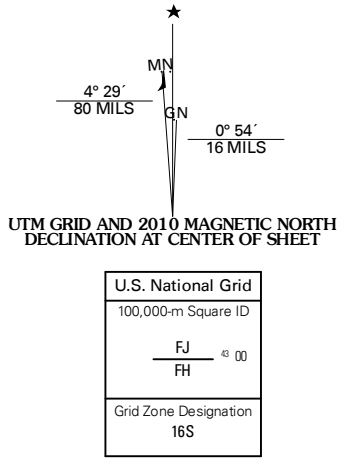 ★
MN
4° 29´
80 MILS
GN
0° 54´
16 MILS
UTM GRID AND 2010 MAGNETIC NORTH
DECLINATION AT CENTER OF SHEET
U.S. National Grid
100,000-m Square ID
FJ
43 00
FH
Grid Zone Designation
16S